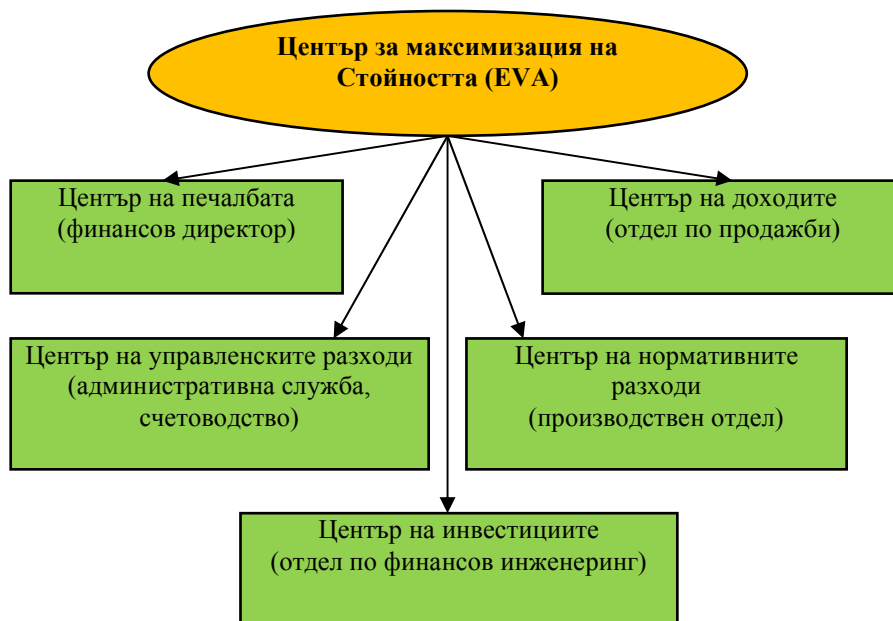 Център за максимизация на
Стойността (EVA)
Център на печалбата
(финансов директор)
Център на доходите
(отдел по продажби)
Център на управленските разходи
(административна служба,
счетоводство)
Център на нормативните
разходи
(производствен отдел)
Център на инвестициите
(отдел по финансов инженеринг)